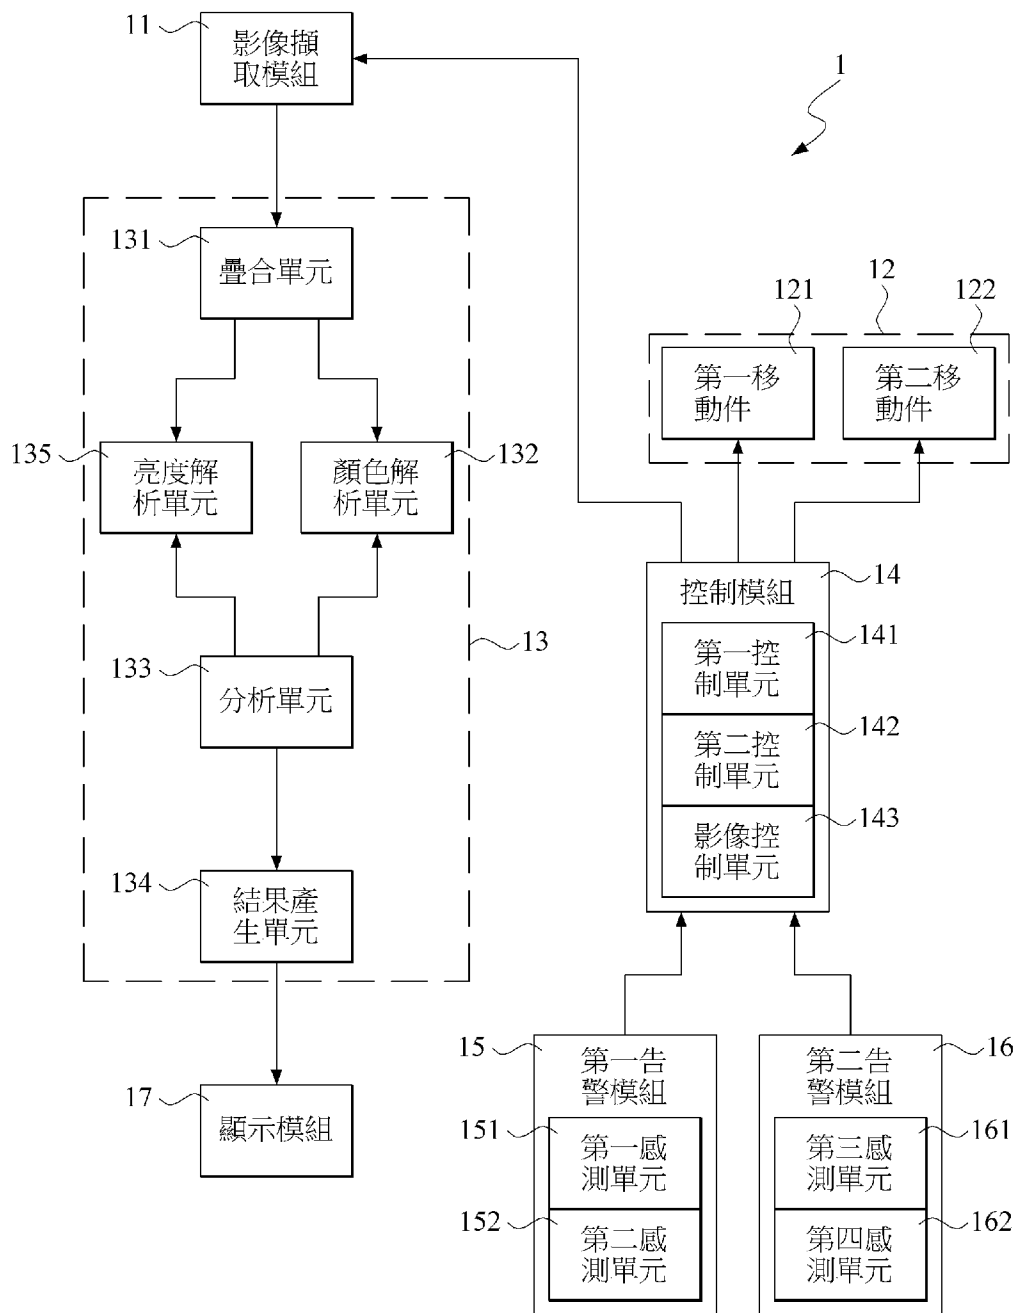 11
影像擷
取模組
1
131
疊合單元
12
121
122
第一移
動件
第二移
動件
135
亮度解
析單元
顏色解
析單元
132
14
控制模組
141
第一控
制單元
13
133
分析單元
142
第二控
制單元
143
影像控
制單元
134
結果產
生單元
15
第一告
警模組
16
第二告
警模組
17
顯示模組
151
第一感
測單元
161
第三感
測單元
152
第二感
測單元
162
第四感
測單元